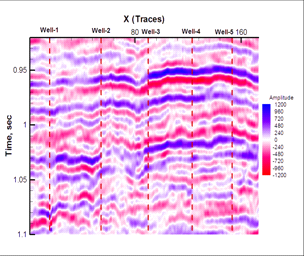 X (Traces)
Well-1
Well-2
80
Well-3
Well-4
Well-5
160
0.95
1
1.05
1.1
Time, sec
Amplitude
1200
960
720
480
240
0
-240
-480
-720
-960
-1200